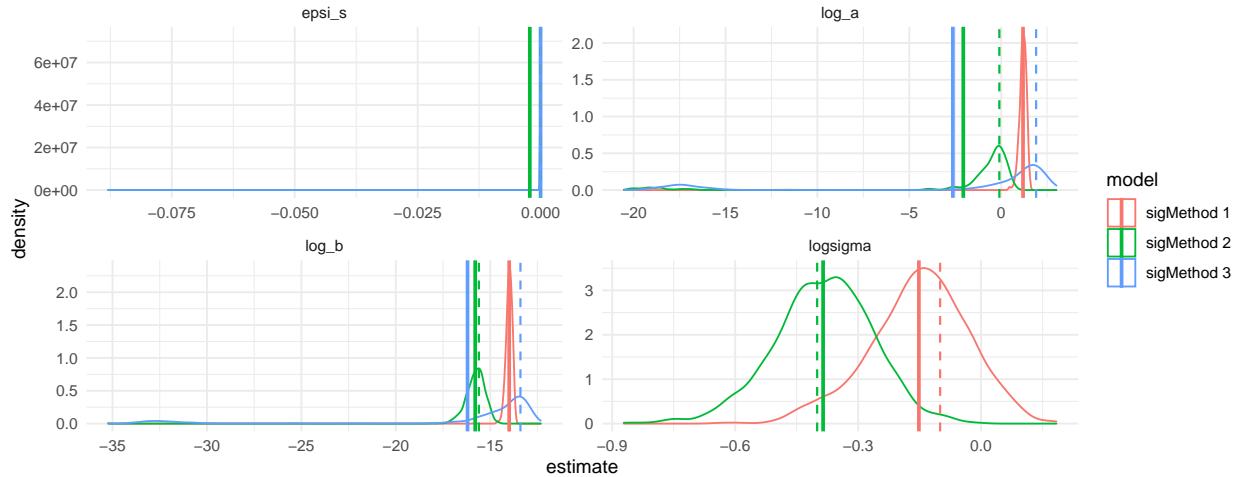 epsi_s
log_a
6e+07
4e+07
2e+07
0e+00
−0.075
−0.050
−0.025
0.000
2.0
1.5
1.0
0.5
0.0
−20
−15
−10
−5
0
density
log_b
logsigma
2.0
1.5
1.0
0.5
0.0
−35
−30
−25
−20
−15
3
2
1
0
−0.9
−0.6
−0.3
0.0
estimate
model
sigMethod 1
sigMethod 2
sigMethod 3